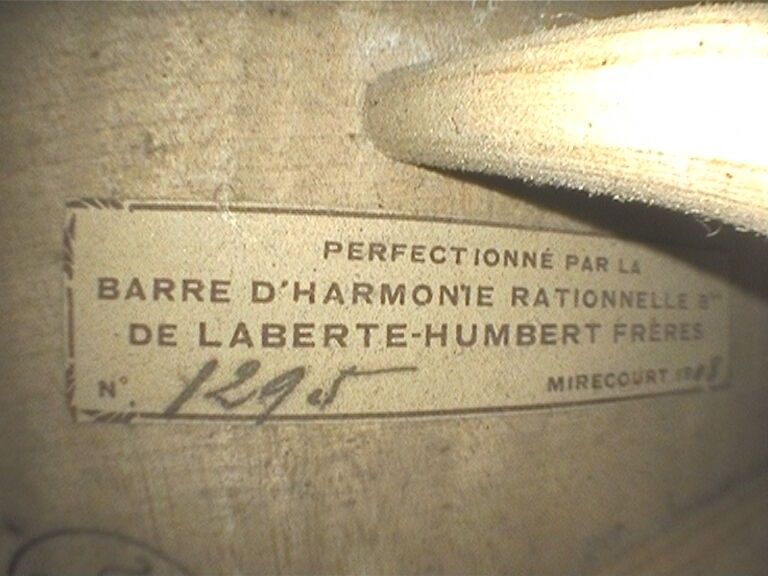 PERFECTIONNÉ PAR LA
BARRE D'HARMONIE RATIONNELLE
DE LABERTE-HUMBERT FRÈRES
N°. 1295 MIRECOURT